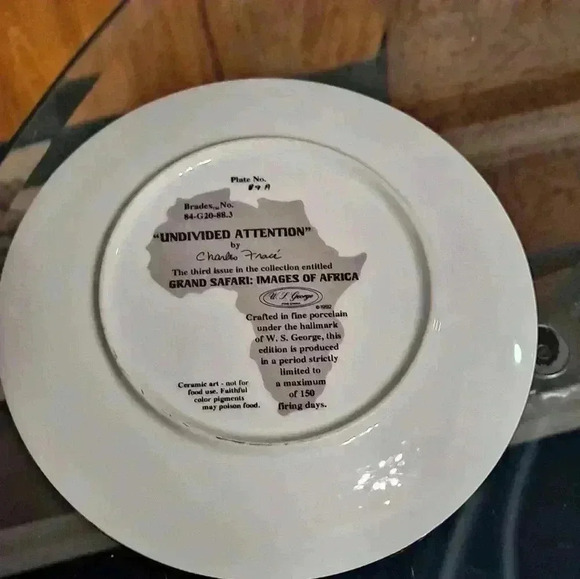 Plate No.
Bradex No.
84-G20-88.3
"UNDIVIDED ATTENTION"
by
Charles Fracé
The third issue in the collection entitled
GRAND SAFARI: IMAGES OF AFRICA
W. S. George
©1992
Crafted in fine porcelain
under the hallmark
of W. S. George, this
edition is produced
in a period strictly
limited to
a maximum
of 150
firing days.
Ceramic art - not for
food use. Faithful
color pigments
may poison food.